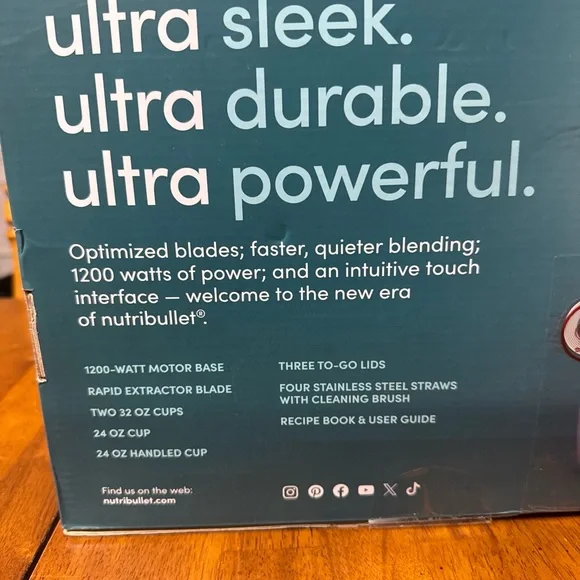 ultra sleek.
ultra durable.
ultra powerful.
Optimized blades; faster, quieter blending;
1200 watts of power; and an intuitive touch
interface — welcome to the new era
of nutribullet®.
1200-WATT MOTOR BASE
RAPID EXTRACTOR BLADE
TWO 32 OZ CUPS
24 OZ CUP
24 OZ HANDLED CUP
THREE TO-GO LIDS
FOUR STAINLESS STEEL STRAWS
WITH CLEANING BRUSH
RECIPE BOOK & USER GUIDE
Find us on the web:
nutribullet.com